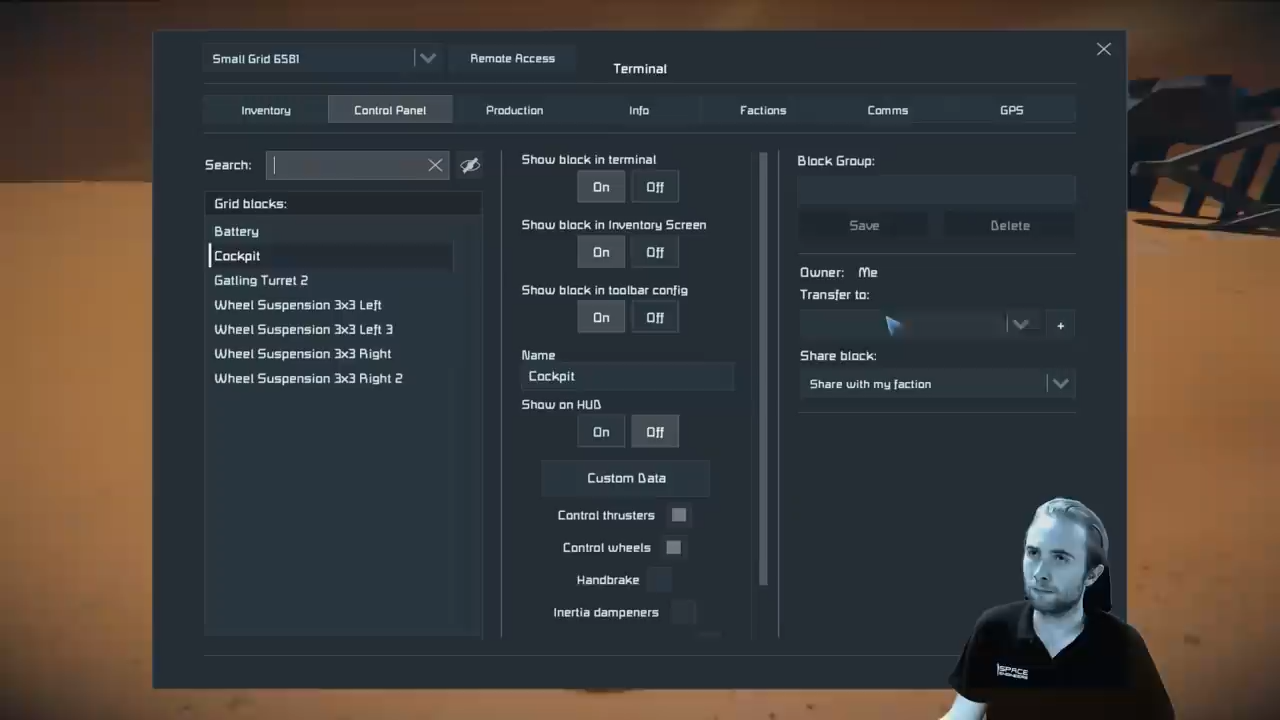 Small Grid 6581
Remote Access
Terminal
Inventory
Control Panel
Production
Info
Factions
Comms
GPS
Search:
Grid blocks:
Battery
Cockpit
Gatling Turret 2
Wheel Suspension 3x3 Left
Wheel Suspension 3x3 Left 3
Wheel Suspension 3x3 Right
Wheel Suspension 3x3 Right 2
Show block in terminal
On Off
Show block in Inventory Screen
On Off
Show block in toolbar config
On Off
Name
Cockpit
Show on HUD
On Off
Custom Data
Control thrusters
Control wheels
Handbrake
Inertia dampeners
Block Group:
Save Delete
Owner: Me
Transfer to:
+
Share block:
Share with my faction
SPACE
ENGINEERS